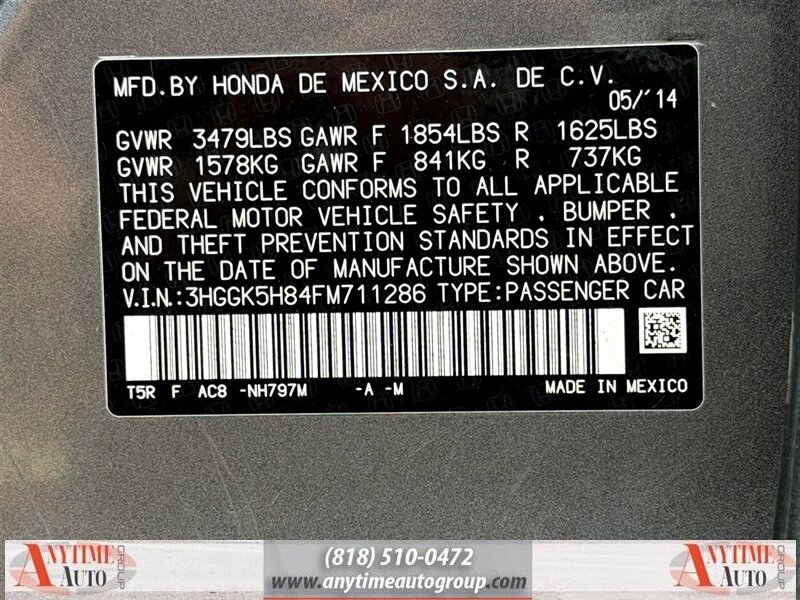 MFD.BY HONDA DE MEXICO S.A. DE C.V.
05/'14
GVWR 3479LBS GAWR F 1854LBS R 1625LBS
GVWR 1578KG GAWR F 841KG R 737KG
THIS VEHICLE CONFORMS TO ALL APPLICABLE
FEDERAL MOTOR VEHICLE SAFETY , BUMPER ,
AND THEFT PREVENTION STANDARDS IN EFFECT
ON THE DATE OF MANUFACTURE SHOWN ABOVE.
V.I.N.:3HGGK5H84FM711286 TYPE:PASSENGER CAR
T5R F AC8 -NH797M -A -M MADE IN MEXICO
ANYTIME AUTO GROUP
(818) 510-0472
www.anytimeautogroup.com
ANYTIME AUTO GROUP